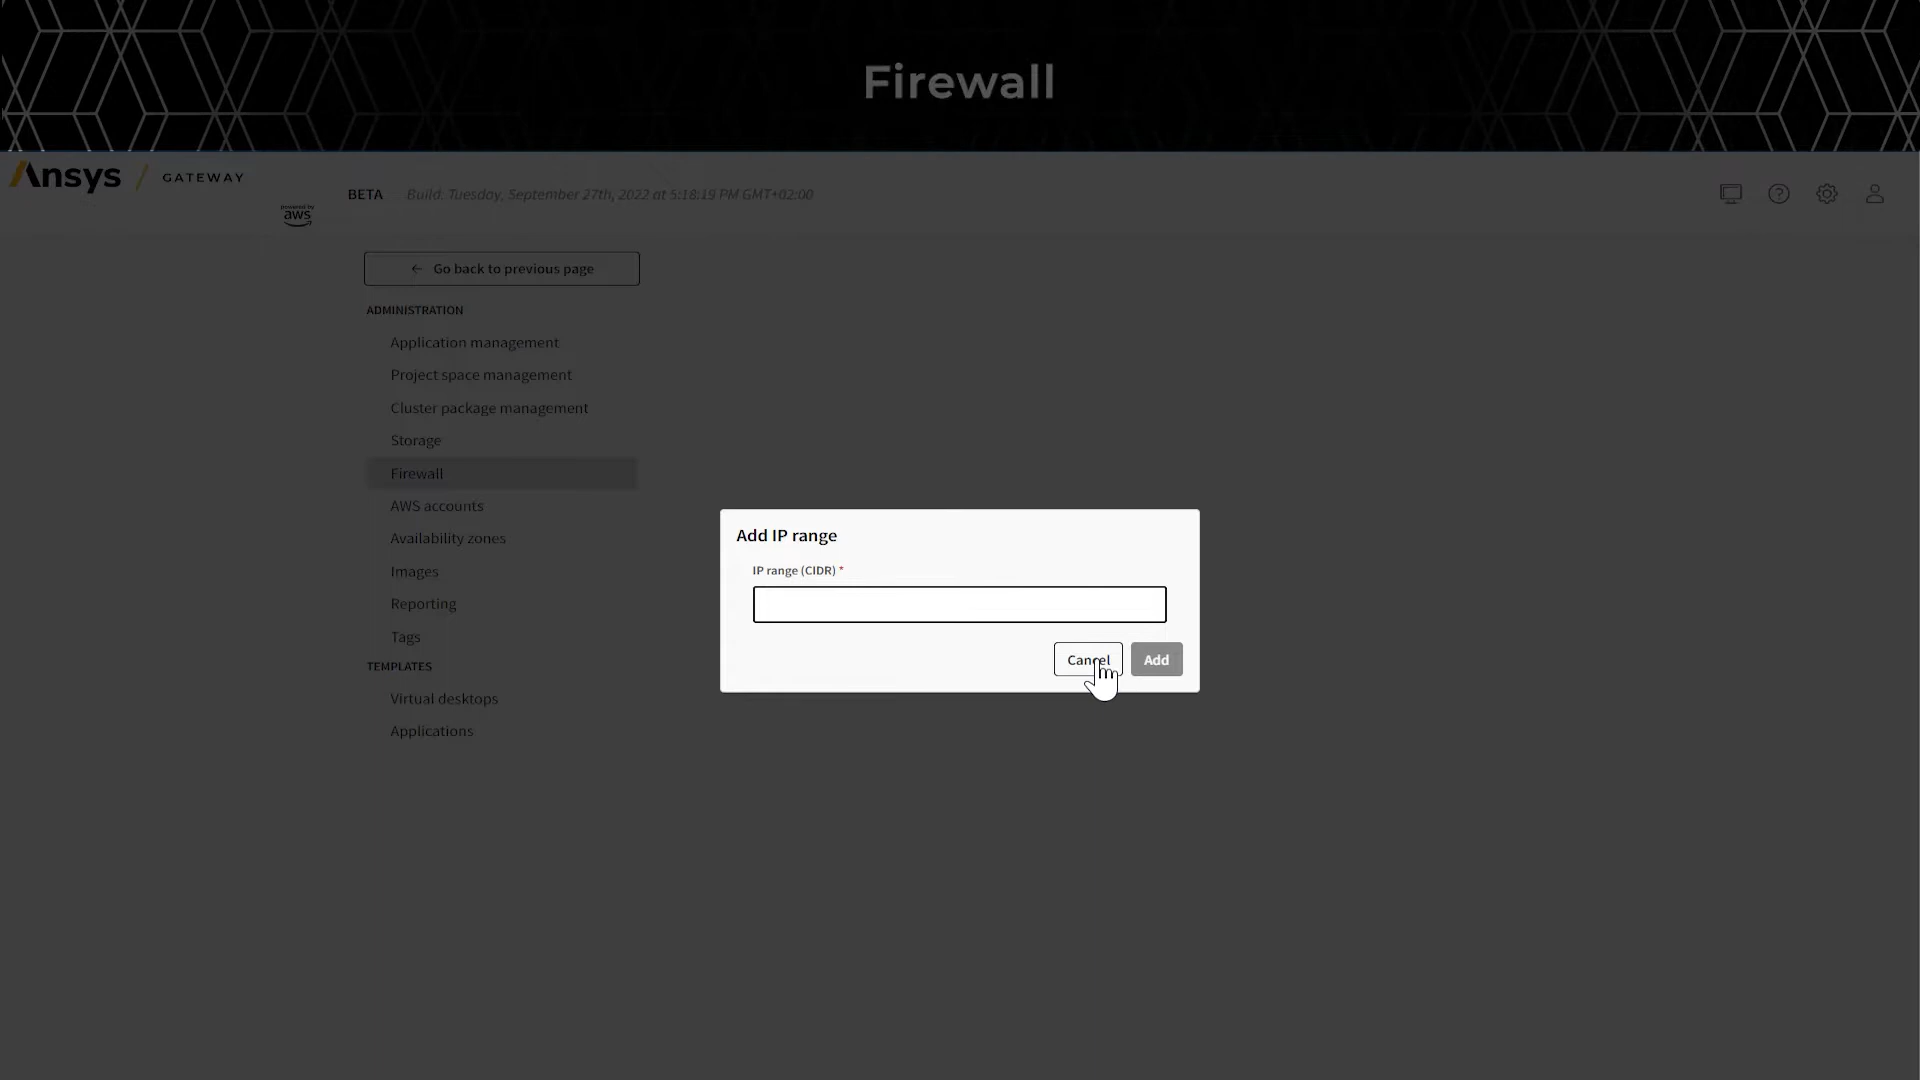 Firewall
Ansys / GATEWAY
powered by
aws
BETA
Build: Tuesday, September 27th, 2022 at 5:18:19 PM GMT+02:00
← Go back to previous page
ADMINISTRATION
Application management
Project space management
Cluster package management
Storage
Firewall
AWS accounts
Availability zones
Images
Reporting
Tags
TEMPLATES
Virtual desktops
Applications
Add IP range
IP range (CIDR) *
Cancel
Add